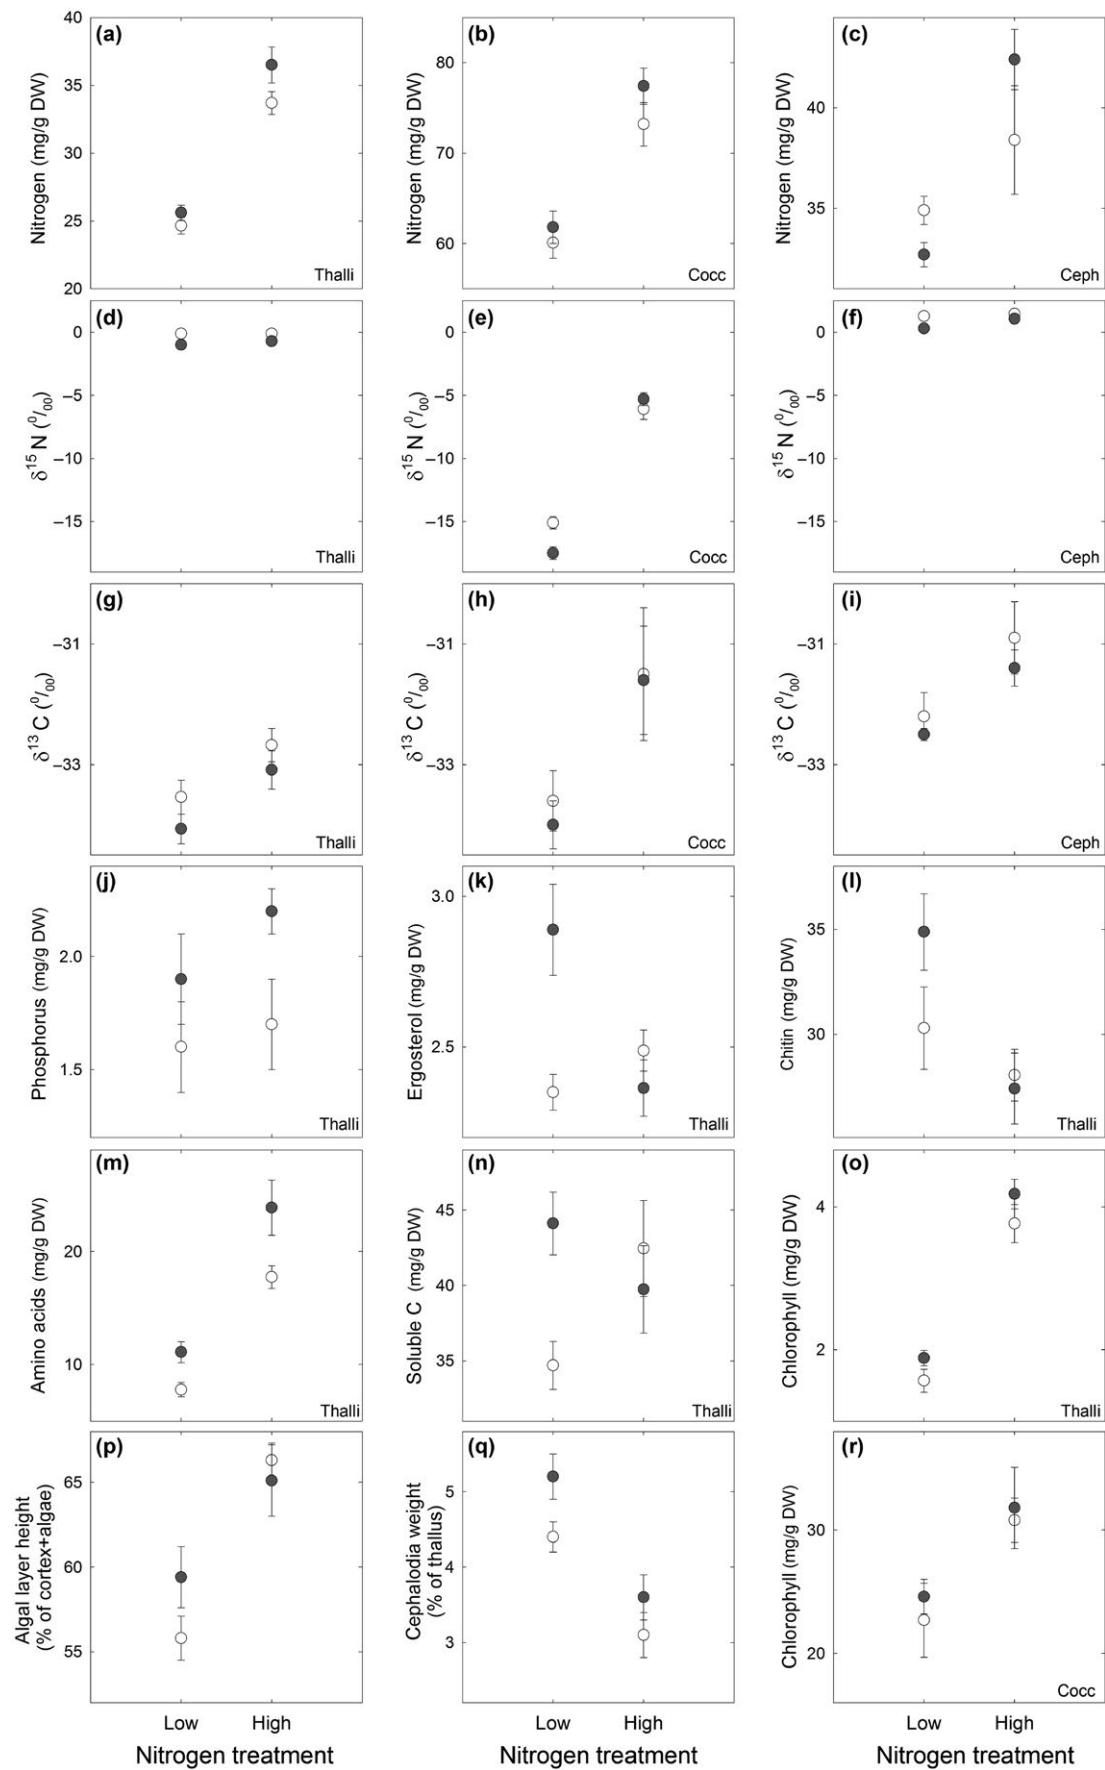 (a)
40
35
30
25
20
Nitrogen (mg/g DW)
Thalli
(b)
80
70
60
Nitrogen (mg/g DW)
Cocc
(c)
40
35
Nitrogen (mg/g DW)
Ceph
(d)
0
−5
−10
−15
δ15 N (0/00)
Thalli
(e)
0
−5
−10
−15
δ15 N (0/00)
Cocc
(f)
0
−5
−10
−15
δ15 N (0/00)
Ceph
(g)
−31
−33
δ13 C (0/00)
Thalli
(h)
−31
−33
δ13 C (0/00)
Cocc
(i)
−31
−33
δ13 C (0/00)
Ceph
(j)
2.0
1.5
Phosphorus (mg/g DW)
Thalli
(k)
3.0
2.5
Ergosterol (mg/g DW)
Thalli
(l)
35
30
Chitin (mg/g DW)
Thalli
(m)
20
10
Amino acids (mg/g DW)
Thalli
(n)
45
40
35
Soluble C (mg/g DW)
Thalli
(o)
4
2
Chlorophyll (mg/g DW)
Thalli
(p)
65
60
55
Algal layer height
(% of cortex+algae)
Low High
Nitrogen treatment
(q)
5
4
3
Cephalodia weight
(% of thallus)
Low High
Nitrogen treatment
(r)
30
20
Chlorophyll (mg/g DW)
Cocc
Low High
Nitrogen treatment